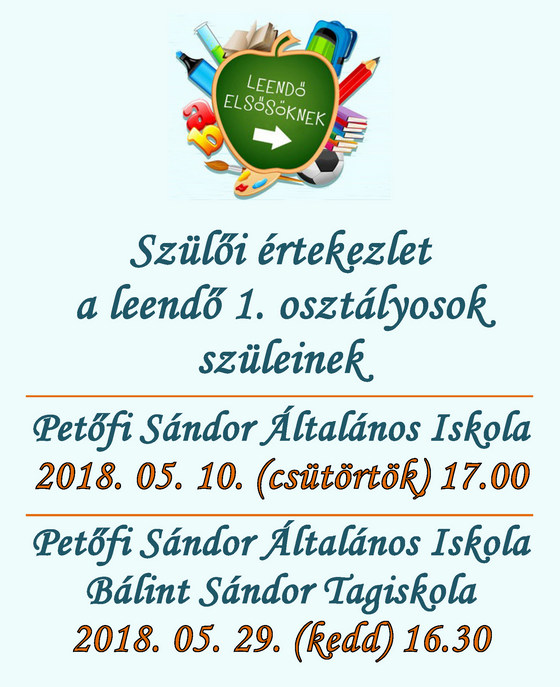 LEENDŐ
ELSŐSÖKNEK
a
b
Szülői értekezlet
a leendő 1. osztályosok
szüleinek
Petőfi Sándor Általános Iskola
2018. 05. 10. (csütörtök) 17.00
Petőfi Sándor Általános Iskola
Bálint Sándor Tagiskola
2018. 05. 29. (kedd) 16.30